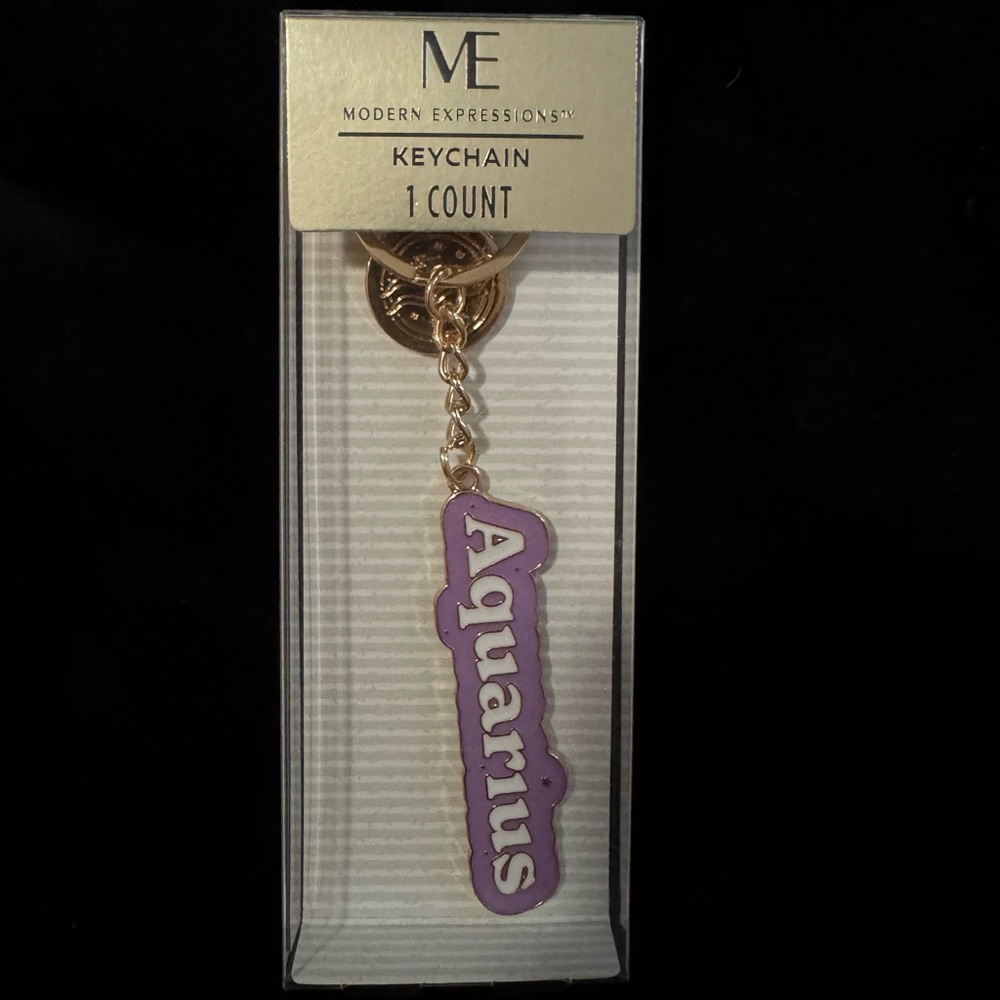 ME
MODERN EXPRESSIONS™
KEYCHAIN
1 COUNT
Aquarius